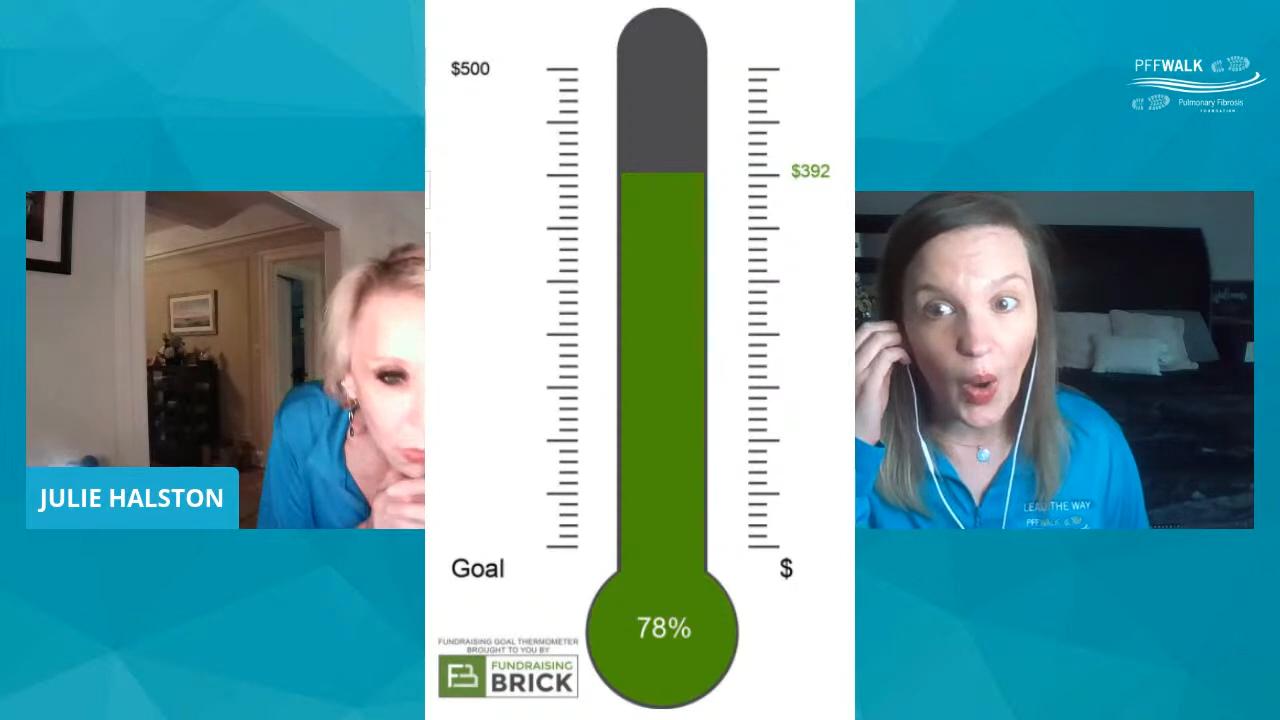 $500
PFFWALK
Pulmonary Fibrosis
FOUNDATION
$392
JULIE HALSTON
LEAD THE WAY
Goal
$
78%
FUNDRAISING GOAL THERMOMETER
BROUGHT TO YOU BY
FUNDRAISING
BRICK